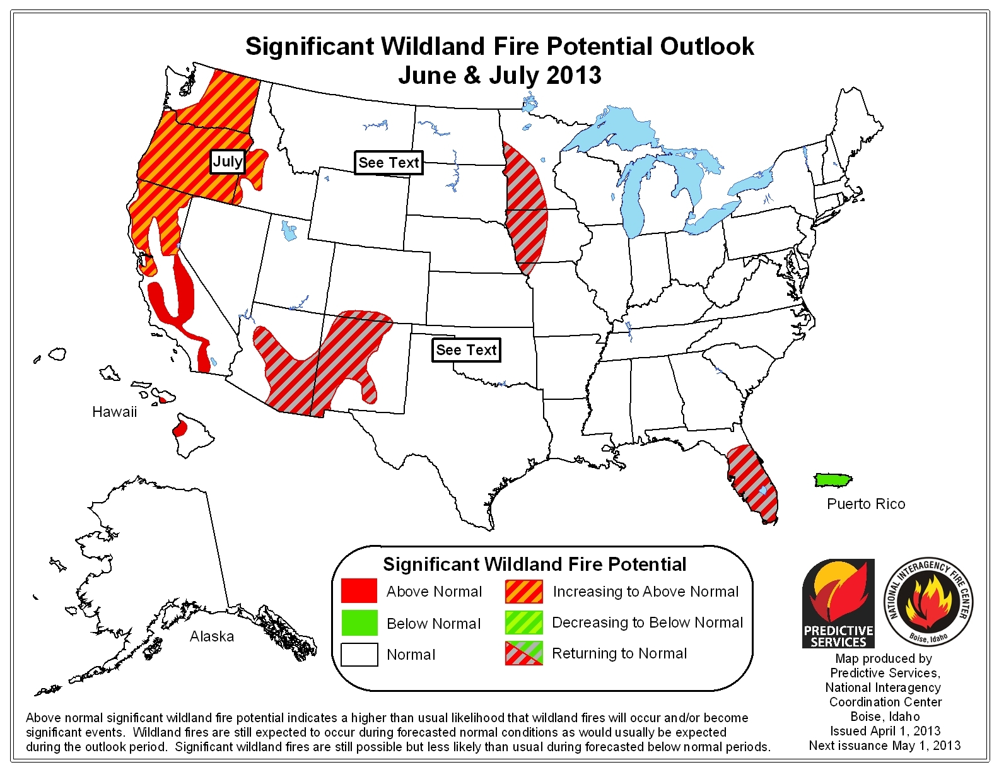 Significant Wildland Fire Potential Outlook
June & July 2013
July
See Text
See Text
Hawaii
Puerto Rico
Alaska
Significant Wildland Fire Potential
Above Normal
Increasing to Above Normal
Below Normal
Decreasing to Below Normal
Normal
Returning to Normal
PREDICTIVE
SERVICES
NATIONAL INTERAGENCY FIRE CENTER
Boise, Idaho
Map produced by
Predictive Services,
National Interagency
Coordination Center
Boise, Idaho
Issued April 1, 2013
Next issuance May 1, 2013
Above normal significant wildland fire potential indicates a higher than usual likelihood that wildland fires will occur and/or become
significant events.  Wildland fires are still expected to occur during forecasted normal conditions as would usually be expected
during the outlook period.  Significant wildland fires are still possible but less likely than usual during forecasted below normal periods.